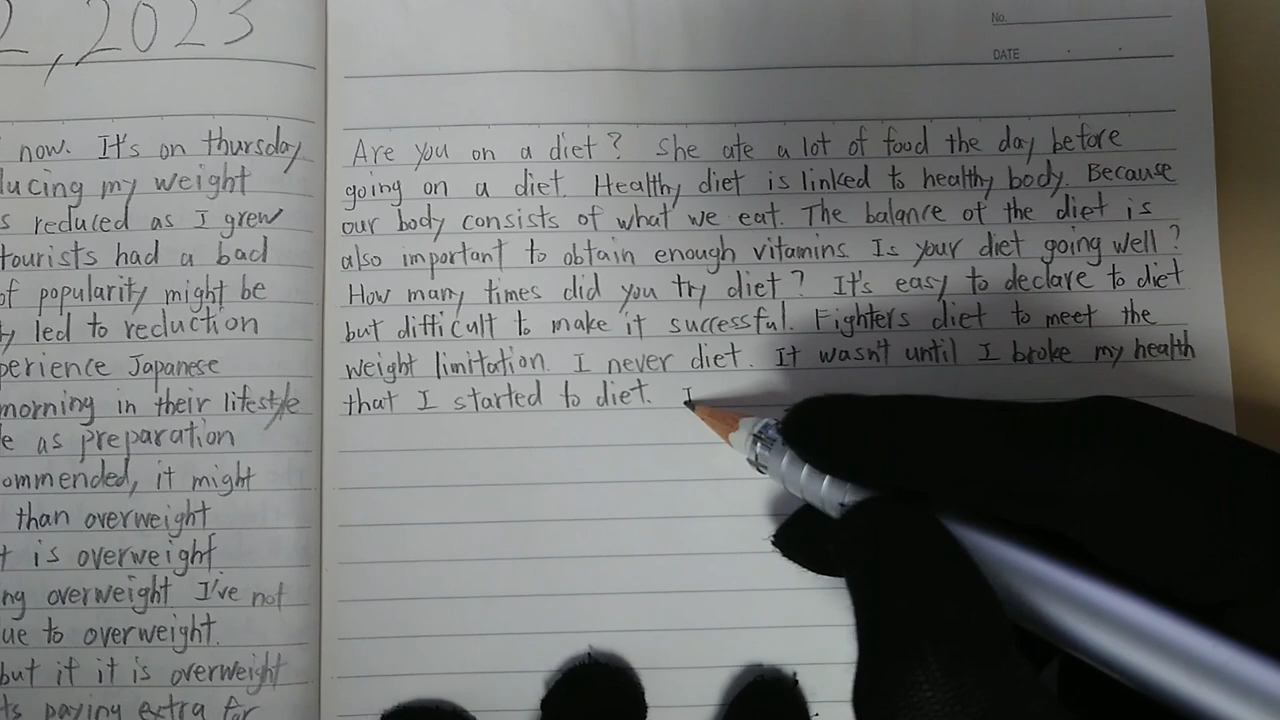 2, 2023
now. It's on thursday
ducing my weight
s reduced as I grew
tourists had a bad
of popularity might be
y led to reduction
perience Japanese
morning in their lifestyle
e as preparation
ommended, it might
than overweight
t is overweight
ng overweight I've not
ue to overweight.
but if it is overweight
ts paying extra for
No.
DATE
Are you on a diet? She ate a lot of food the day before
going on a diet. Healthy diet is linked to healthy body. Because
our body consists of what we eat. The balance of the diet is
also important to obtain enough vitamins. Is your diet going well?
How many times did you try diet? It's easy to declare to diet
but difficult to make it successful. Fighters diet to meet the
weight limitation. I never diet. It wasn't until I broke my health
that I started to diet. I